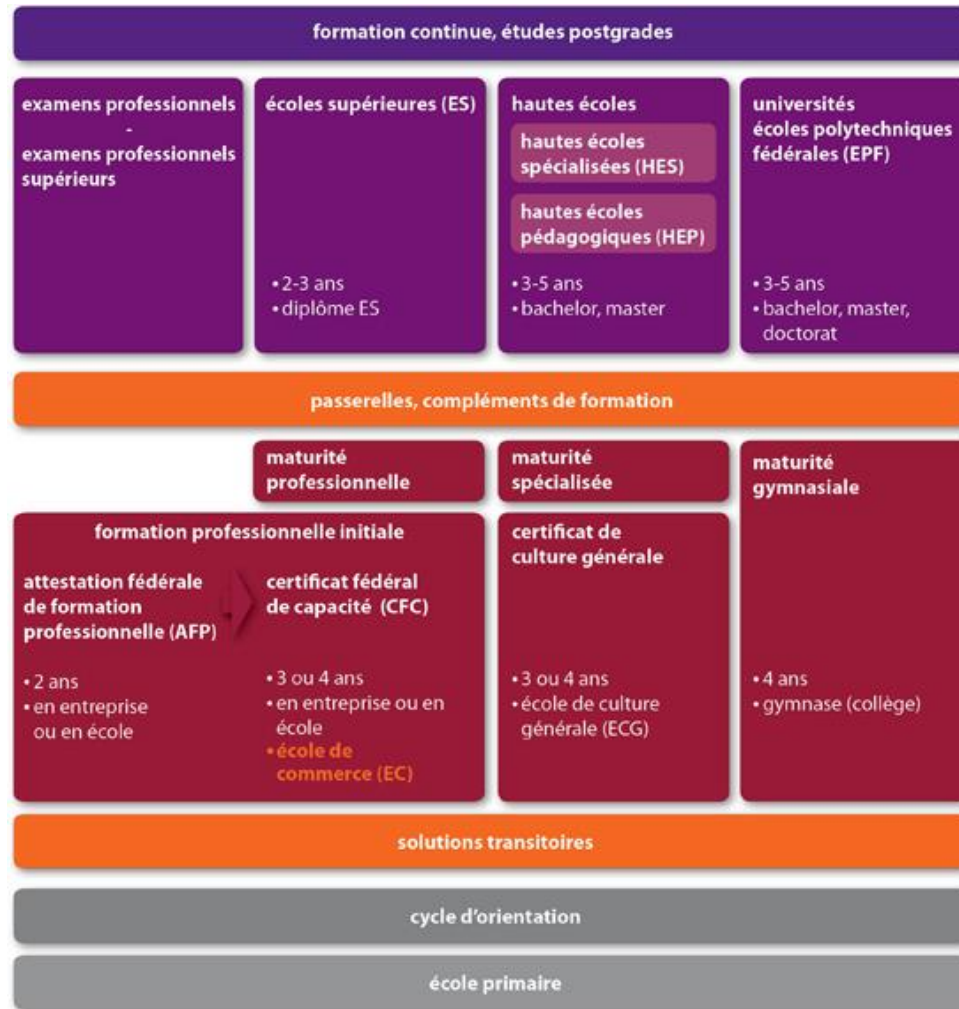 formation continue, études postgrades
examens professionnels
-
examens professionnels
supérieurs
écoles supérieures (ES)
• 2-3 ans
• diplôme ES
hautes écoles
hautes écoles
spécialisées (HES)
hautes écoles
pédagogiques (HEP)
• 3-5 ans
• bachelor, master
universités
écoles polytechniques
fédérales (EPF)
• 3-5 ans
• bachelor, master,
doctorat
passerelles, compléments de formation
maturité
professionnelle
maturité
spécialisée
maturité
gymnasiale
• 4 ans
• gymnase (collège)
formation professionnelle initiale
attestation fédérale
de formation
professionnelle (AFP)
• 2 ans
• en entreprise
ou en école
certificat fédéral
de capacité (CFC)
• 3 ou 4 ans
• en entreprise ou en
école
• école de
commerce (EC)
certificat de
culture générale
• 3 ou 4 ans
• école de culture
générale (ECG)
solutions transitoires
cycle d'orientation
école primaire